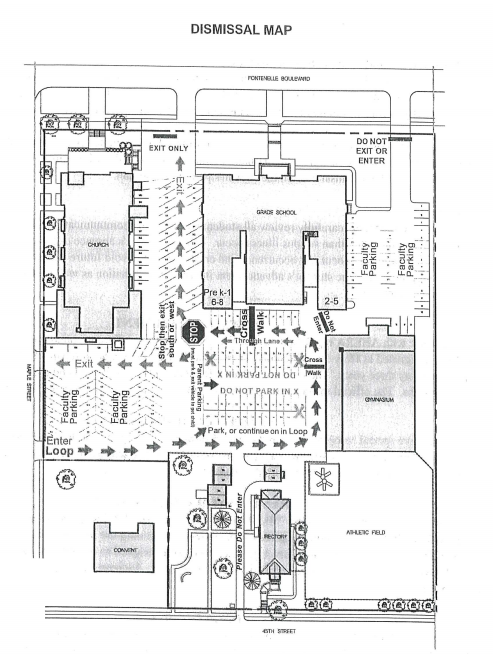 DISMISSAL MAP
FONTENELLE BOULEVARD
EXIT ONLY
DO NOT
EXIT OR
ENTER
Exit
GRADE SCHOOL
CHURCH
Faculty
Parking
Faculty
Parking
Pre k-1
6-8
2-5
Cross
Walk
Do Not
Enter
Stop then exit
south or west
STOP
Through Lane
Exit
Cross
Walk
DO NOT PARK IN X
DO NOT PARK IN X
Parent Parking
MAPLE STREET
Faculty
Parking
Faculty
Parking
GYMNASIUM
Enter
Loop
Park, or continue on in Loop
Please Do Not Enter
CONVENT
RECTORY
ATHLETIC FIELD
45TH STREET